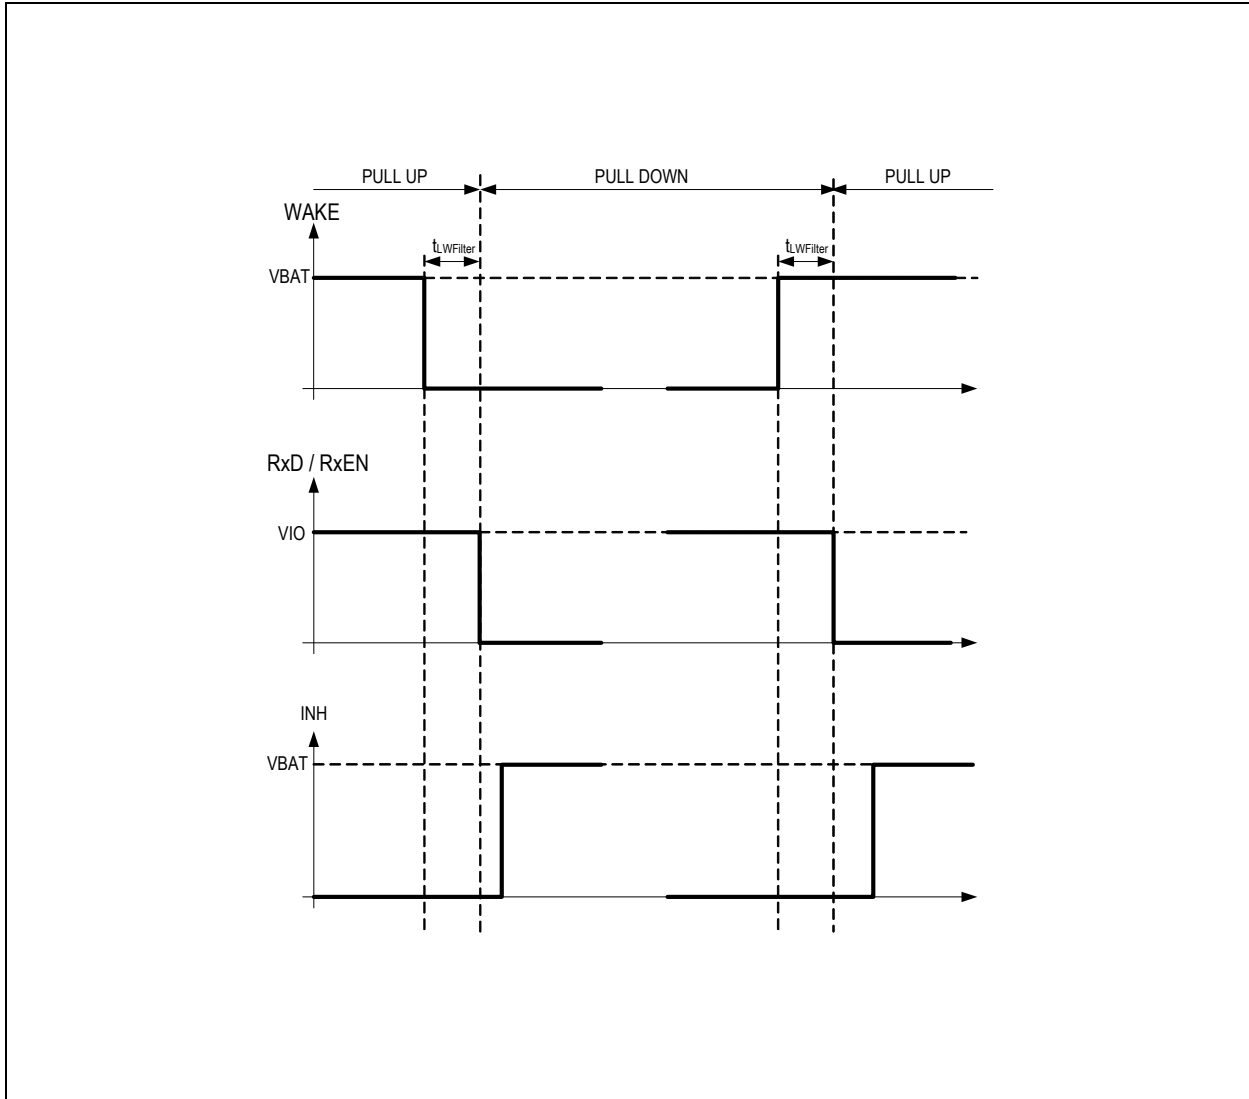 PULL UP PULL DOWN PULL UP
WAKE
tLWFilter tLWFilter
VBAT
RxD / RxEN
VIO
INH
VBAT